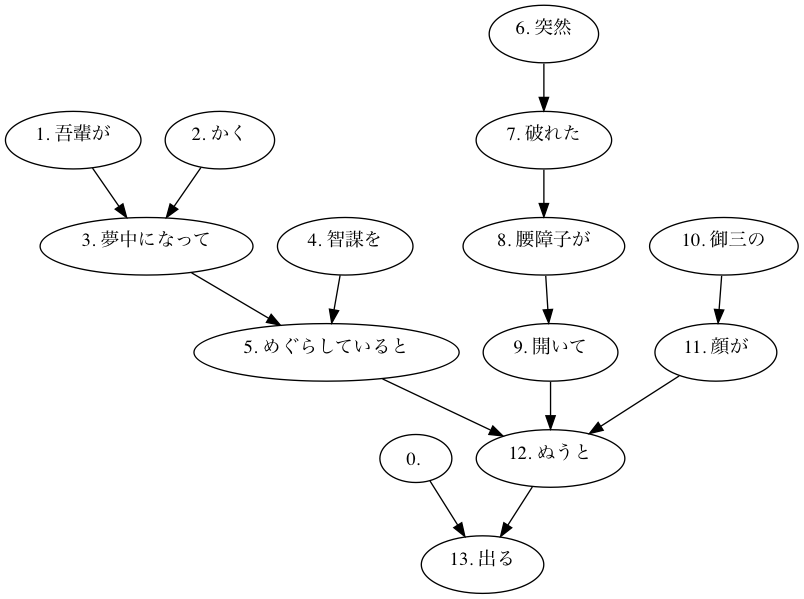 6. 突然
1. 吾輩が
2. かく
7. 破れた
3. 夢中になって
4. 智謀を
8. 腰障子が
10. 御三の
5. めぐらしていると
9. 開いて
11. 顔が
0.
12. ぬうと
13. 出る